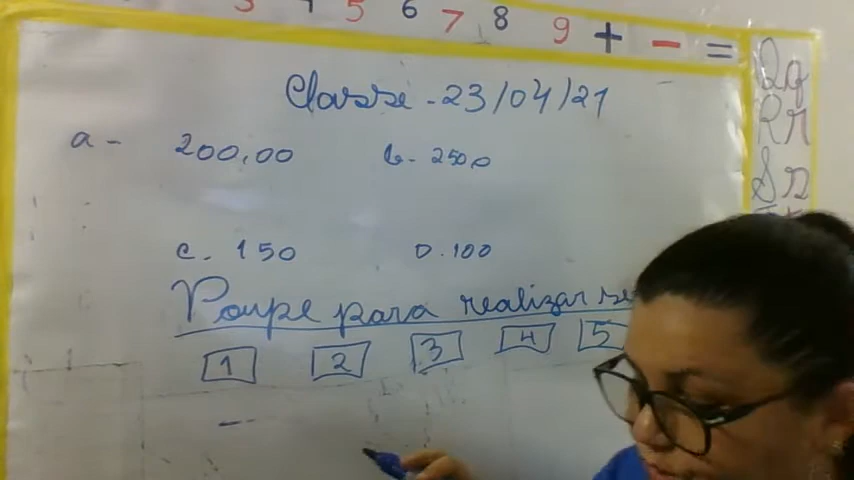 5 6 7 8 9 + - =
Qq
Rr
Classe - 23/04/21
a - 200,00 b - 250,0
c. 150 D. 100
Poupe para realizar
1 2 3 4 5